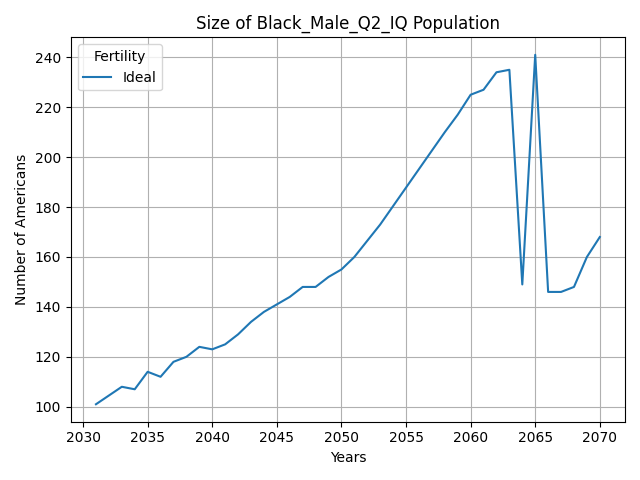 Size of Black_Male_Q2_IQ Population
Fertility
Ideal
Number of Americans
240
220
200
180
160
140
120
100
2030 2035 2040 2045 2050 2055 2060 2065 2070
Years